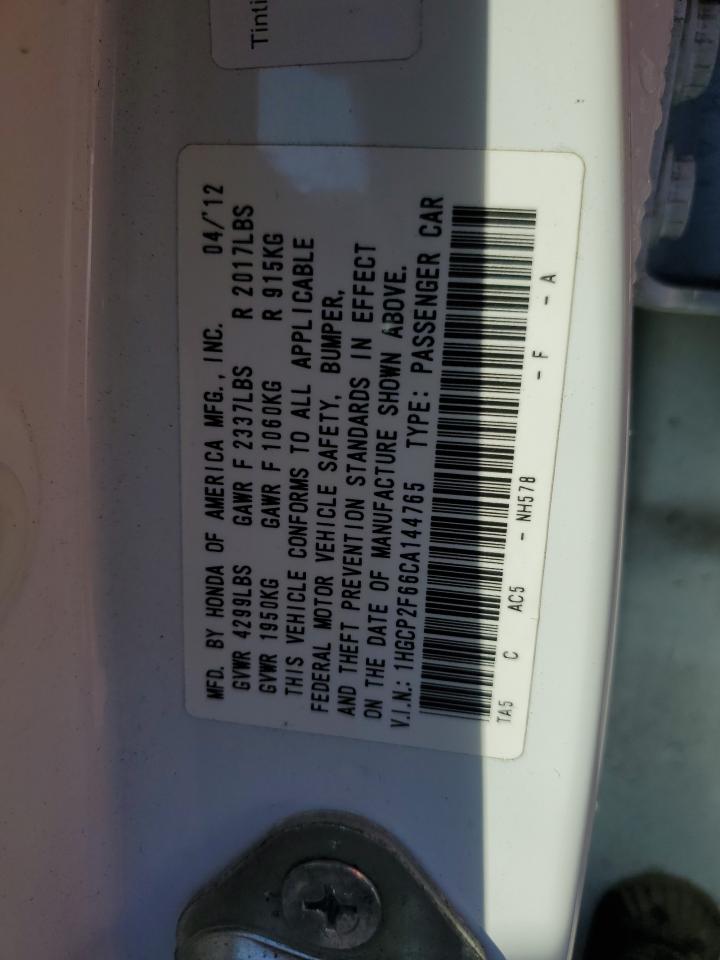 Tinti
MFD. BY HONDA OF AMERICA MFG., INC. 04/'12
GVWR 4299LBS GAWR F 2337LBS R 2017LBS
GVWR 1950KG GAWR F 1060KG R 915KG
THIS VEHICLE CONFORMS TO ALL APPLICABLE
FEDERAL MOTOR VEHICLE SAFETY, BUMPER,
AND THEFT PREVENTION STANDARDS IN EFFECT
ON THE DATE OF MANUFACTURE SHOWN ABOVE.
V.I.N.: 1HGCP2F66CA144765 TYPE: PASSENGER CAR
TA5 C AC5 - NH578 - F - A